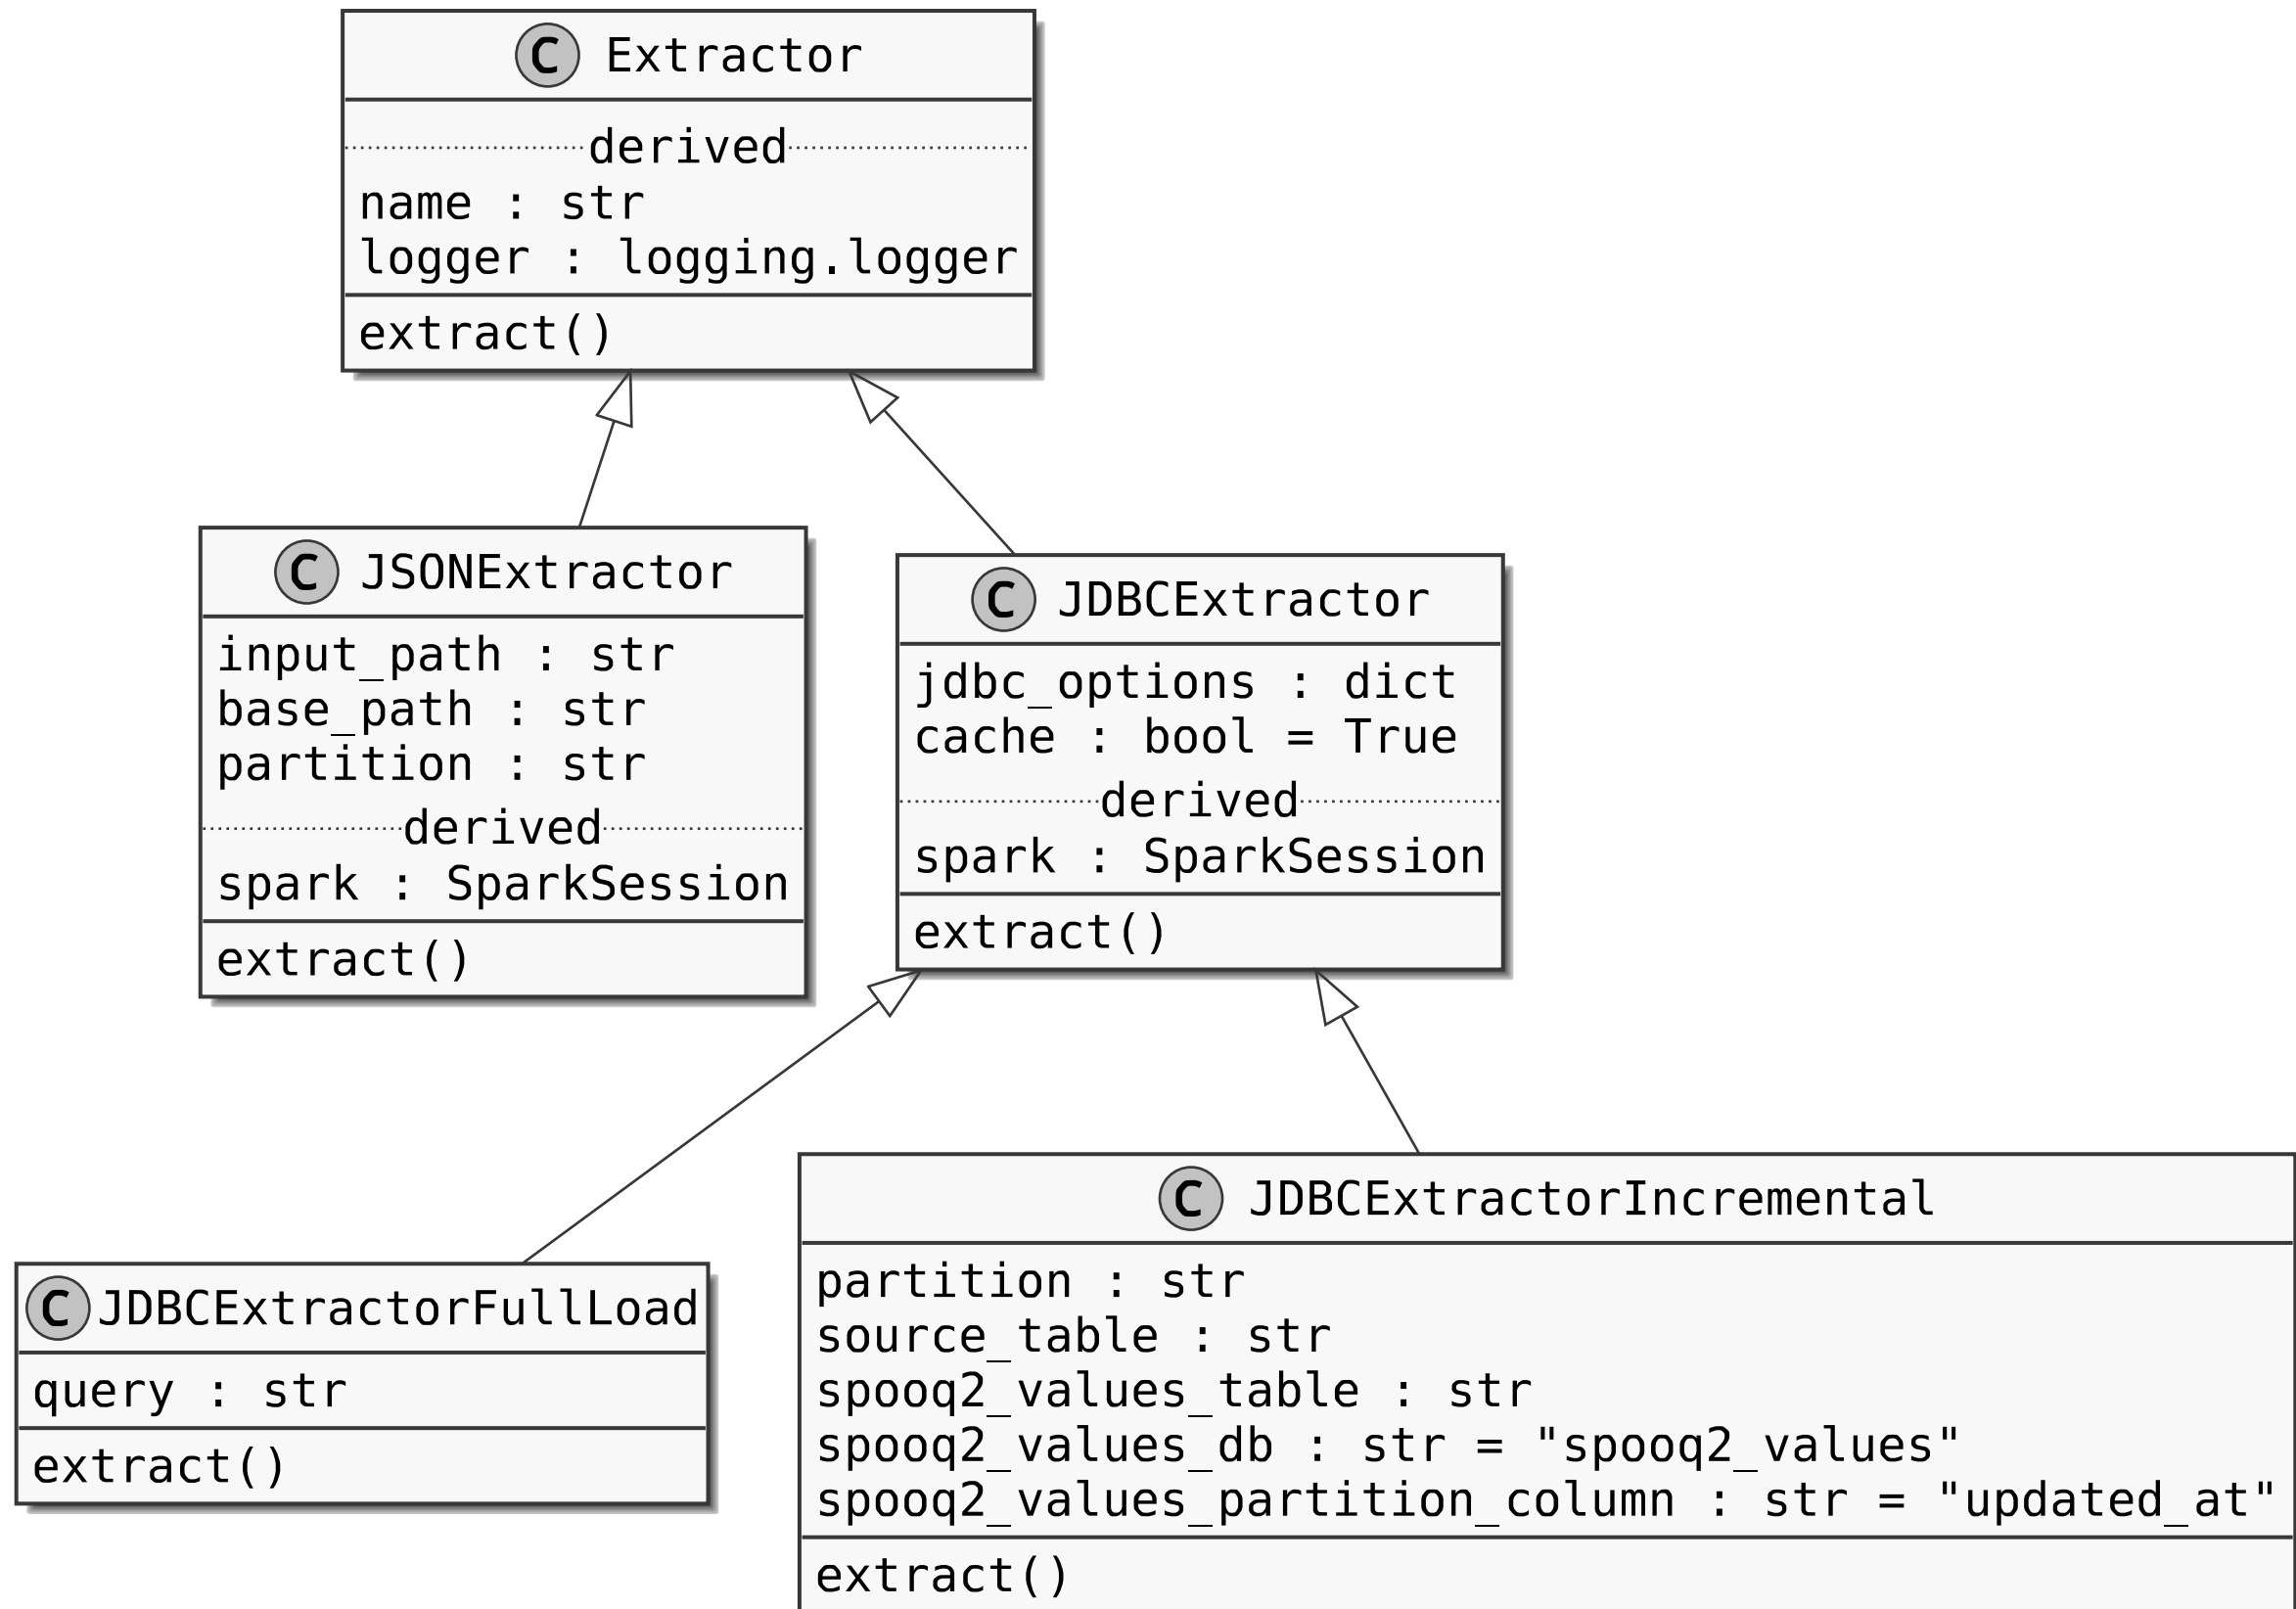 C Extractor
derived
name : str
logger : logging.logger
extract()
C JSONExtractor
input_path : str
base_path : str
partition : str
derived
spark : SparkSession
extract()
C JDBCExtractor
jdbc_options : dict
cache : bool = True
derived
spark : SparkSession
extract()
C JDBCExtractorFullLoad
query : str
extract()
C JDBCExtractorIncremental
partition : str
source_table : str
spooq2_values_table : str
spooq2_values_db : str = "spooq2_values"
spooq2_values_partition_column : str = "updated_at"
extract()